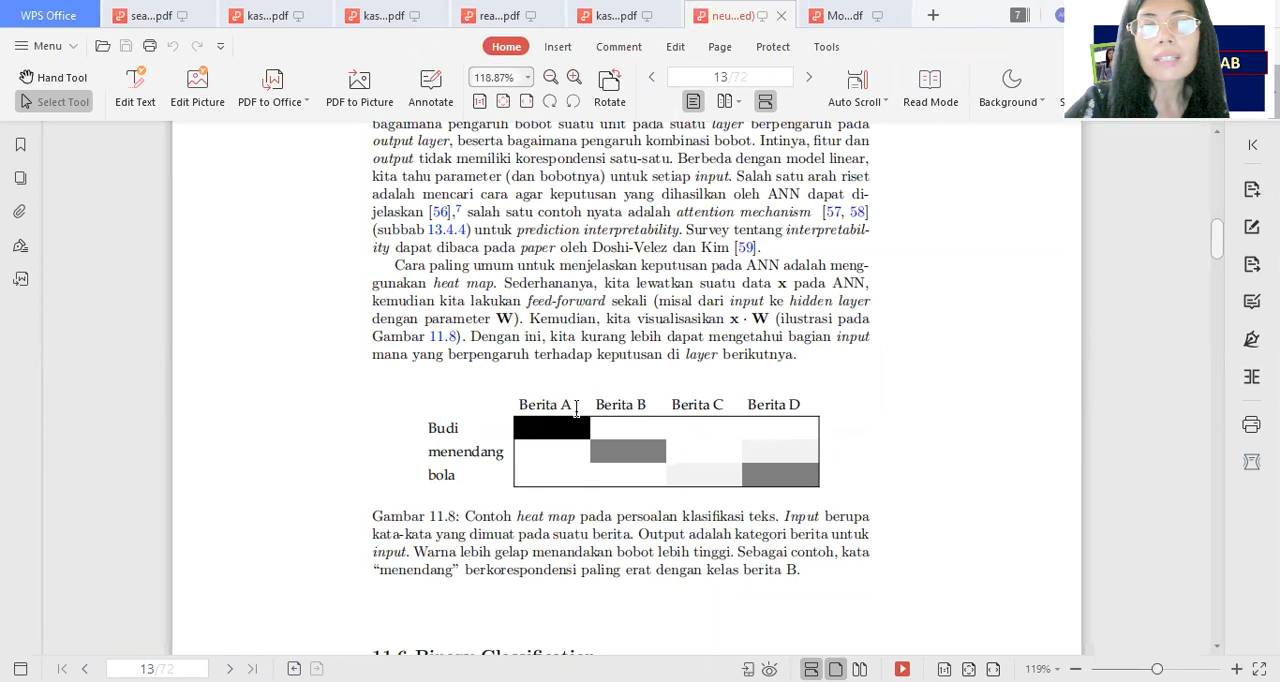 WPS Office
sea....pdf
kas....pdf
kas....pdf
rea....pdf
kas....pdf
neu...ed)
Mo...df
7
Menu
Home
Insert
Comment
Edit
Page
Protect
Tools
AB
Hand Tool
Select Tool
Edit Text
Edit Picture
PDF to Office
PDF to Picture
Annotate
118.87%
Rotate
13/72
Auto Scroll
Read Mode
Background
bagaimana pengaruh bobot suatu unit pada suatu layer berpengaruh pada
output layer, beserta bagaimana pengaruh kombinasi bobot. Intinya, fitur dan
output tidak memiliki korespondensi satu-satu. Berbeda dengan model linear,
kita tahu parameter (dan bobotnya) untuk setiap input. Salah satu arah riset
adalah mencari cara agar keputusan yang dihasilkan oleh ANN dapat di-
jelaskan [56],7 salah satu contoh nyata adalah attention mechanism [57, 58]
(subbab 13.4.4) untuk prediction interpretability. Survey tentang interpretabil-
ity dapat dibaca pada paper oleh Doshi-Velez dan Kim [59].
Cara paling umum untuk menjelaskan keputusan pada ANN adalah meng-
gunakan heat map. Sederhananya, kita lewatkan suatu data x pada ANN,
kemudian kita lakukan feed-forward sekali (misal dari input ke hidden layer
dengan parameter W). Kemudian, kita visualisasikan x · W (ilustrasi pada
Gambar 11.8). Dengan ini, kita kurang lebih dapat mengetahui bagian input
mana yang berpengaruh terhadap keputusan di layer berikutnya.
Berita A Berita B Berita C Berita D
Budi
menendang
bola
Gambar 11.8: Contoh heat map pada persoalan klasifikasi teks. Input berupa
kata-kata yang dimuat pada suatu berita. Output adalah kategori berita untuk
input. Warna lebih gelap menandakan bobot lebih tinggi. Sebagai contoh, kata
“menendang” berkorespondensi paling erat dengan kelas berita B.
11.6 Binary Classification
13/72
119%